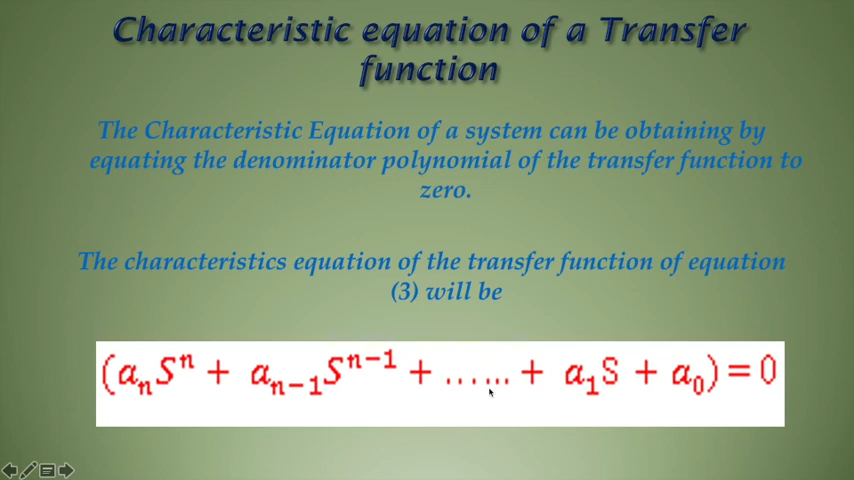 Characteristic equation of a Transfer
function
The Characteristic Equation of a system can be obtaining by
equating the denominator polynomial of the transfer function to
zero.
The characteristics equation of the transfer function of equation
(3) will be
(aₙSⁿ + aₙ₋₁Sⁿ⁻¹ + ...... + a₁S + a₀) = 0